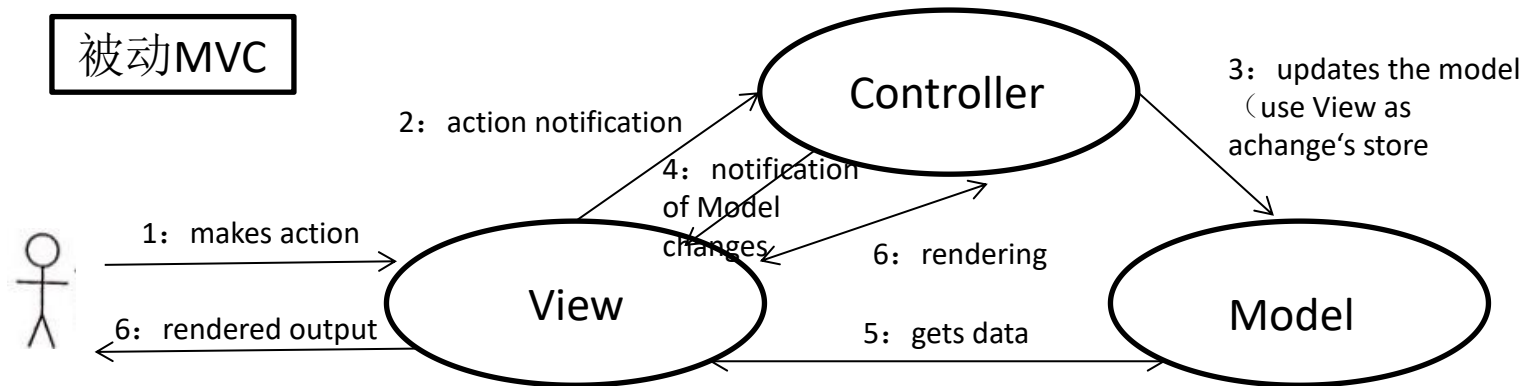 被动MVC
Controller
3：updates the model
（use View as
achange‘s store
2：action notification
4：notification
of Model
changes
1：makes action
6：rendering
View
Model
6：rendered output
5：gets data